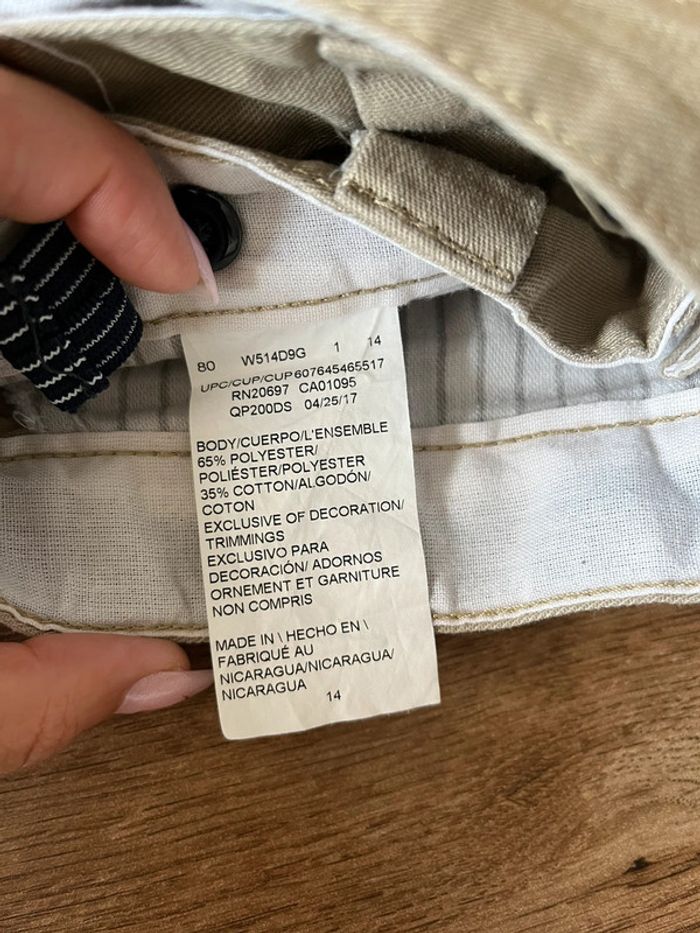 80 W514D9G 1 14
UPC/CUP/CUP607645465517
RN20697 CA01095
QP200DS 04/25/17
BODY/CUERPO/L'ENSEMBLE
65% POLYESTER/
POLIÉSTER/POLYESTER
35% COTTON/ALGODÓN/
COTON
EXCLUSIVE OF DECORATION/
TRIMMINGS
EXCLUSIVO PARA
DECORACIÓN/ ADORNOS
ORNEMENT ET GARNITURE
NON COMPRIS
MADE IN \ HECHO EN \
FABRIQUÉ AU
NICARAGUA/NICARAGUA/
NICARAGUA
14